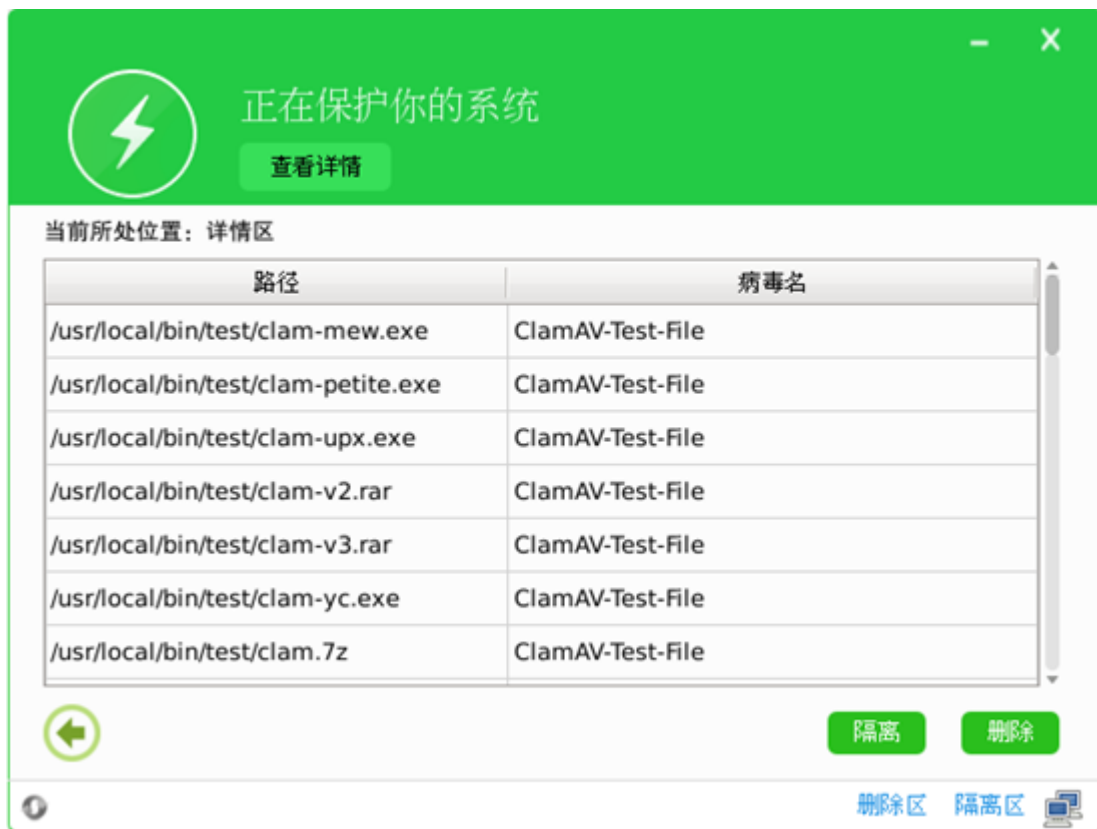 正在保护你的系统
查看详情
当前所处位置：详情区
路径 病毒名
/usr/local/bin/test/clam-mew.exe ClamAV-Test-File
/usr/local/bin/test/clam-petite.exe ClamAV-Test-File
/usr/local/bin/test/clam-upx.exe ClamAV-Test-File
/usr/local/bin/test/clam-v2.rar ClamAV-Test-File
/usr/local/bin/test/clam-v3.rar ClamAV-Test-File
/usr/local/bin/test/clam-yc.exe ClamAV-Test-File
/usr/local/bin/test/clam.7z ClamAV-Test-File
隔离 删除
删除区 隔离区